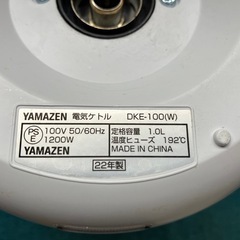 YAMAZEN 電気ケトル DKE-100(W)
PS E 100V 50/60Hz 定格容量 1.0L
1200W 温度ヒューズ 192℃
YAMAZEN MADE IN CHINA
22年製